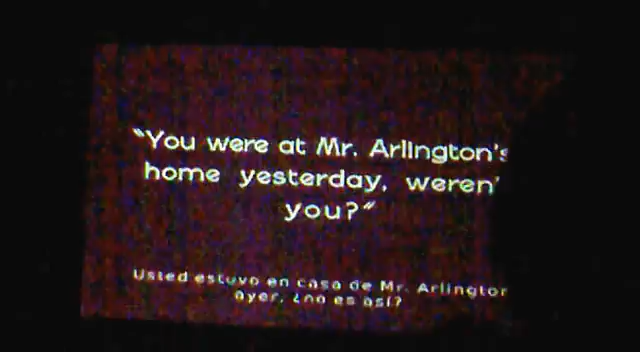 "You were at Mr. Arlington's
home yesterday, weren'
you?"
Usted estuvo en casa de Mr. Arlington
ayer, ¿no es así?